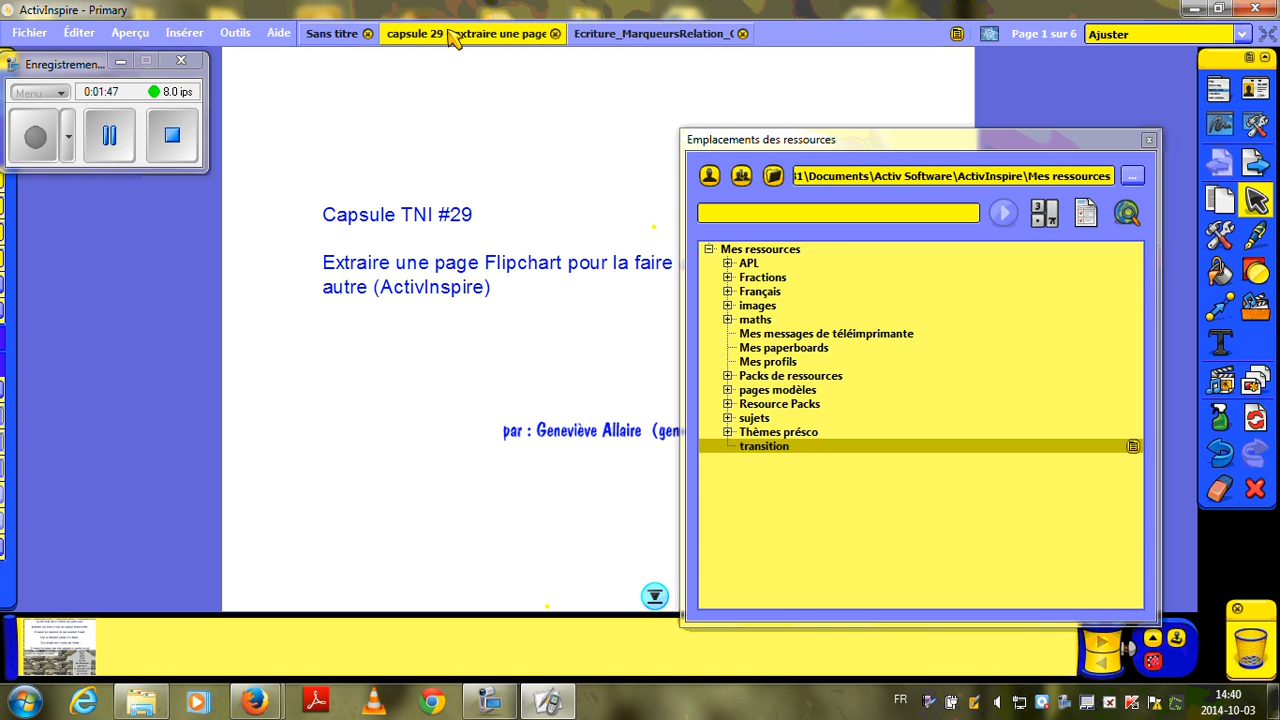 ActivInspire - Primary
Fichier Éditer Aperçu Insérer Outils Aide
Sans titre
capsule 29
extraire une page
Ecriture_MarqueursRelation_
Page 1 sur 6
Ajuster
Enregistremen...
Menu
0:01:47
8.0 ips
Capsule TNI #29
Extraire une page Flipchart pour la faire
autre (ActivInspire)
par : Geneviève Allaire (gen
Emplacements des ressources
1\Documents\Activ Software\ActivInspire\Mes ressources
...
Mes ressources
APL
Fractions
Français
images
maths
Mes messages de téléimprimante
Mes paperboards
Mes profils
Packs de ressources
pages modèles
Resource Packs
sujets
Thèmes présco
transition
FR
14:40
2014-10-03